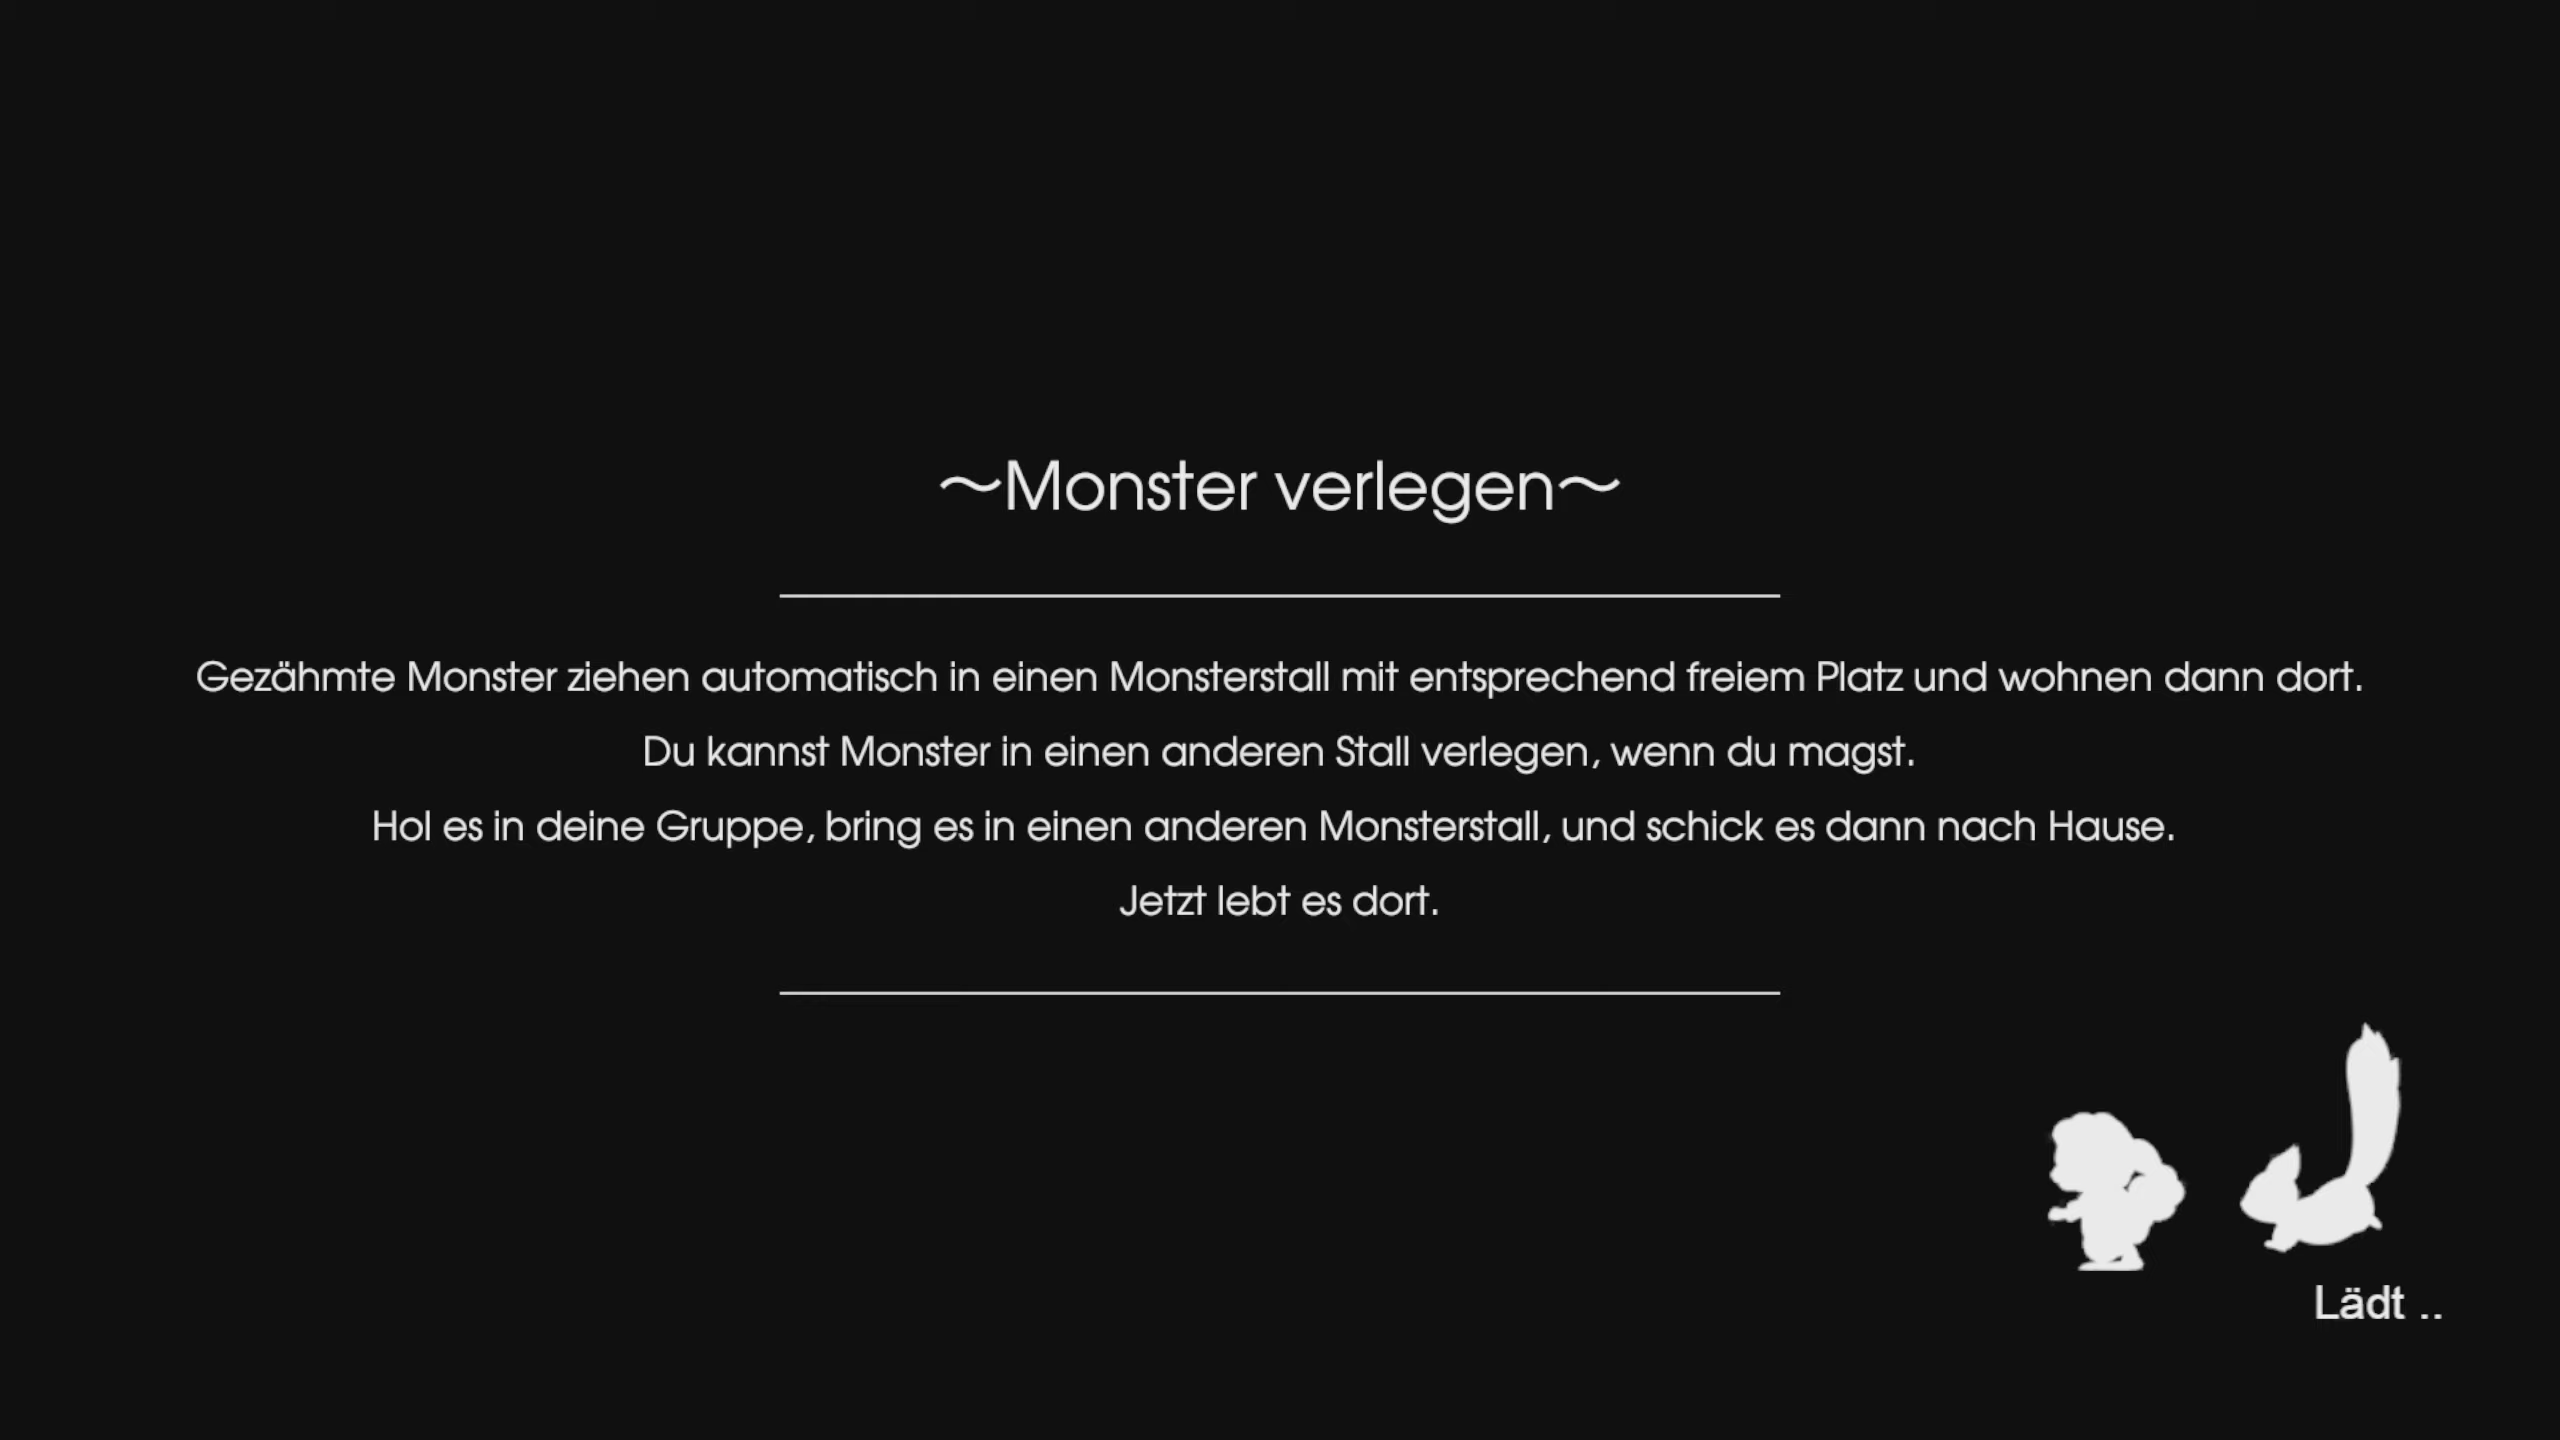 ～Monster verlegen～
Gezähmte Monster ziehen automatisch in einen Monsterstall mit entsprechend freiem Platz und wohnen dann dort.
Du kannst Monster in einen anderen Stall verlegen, wenn du magst.
Hol es in deine Gruppe, bring es in einen anderen Monsterstall, und schick es dann nach Hause.
Jetzt lebt es dort.
Lädt ..